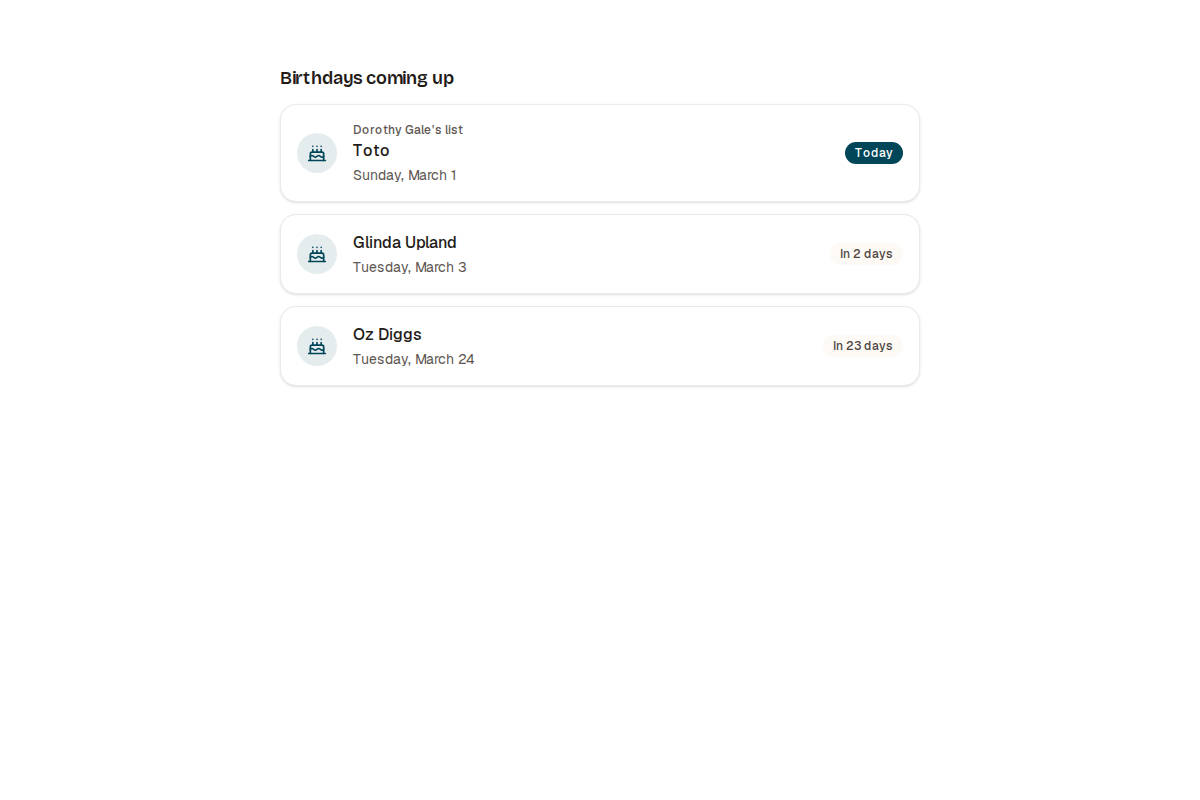 Birthdays coming up
Dorothy Gale's list
Toto
Sunday, March 1
Today
Glinda Upland
Tuesday, March 3
In 2 days
Oz Diggs
Tuesday, March 24
In 23 days